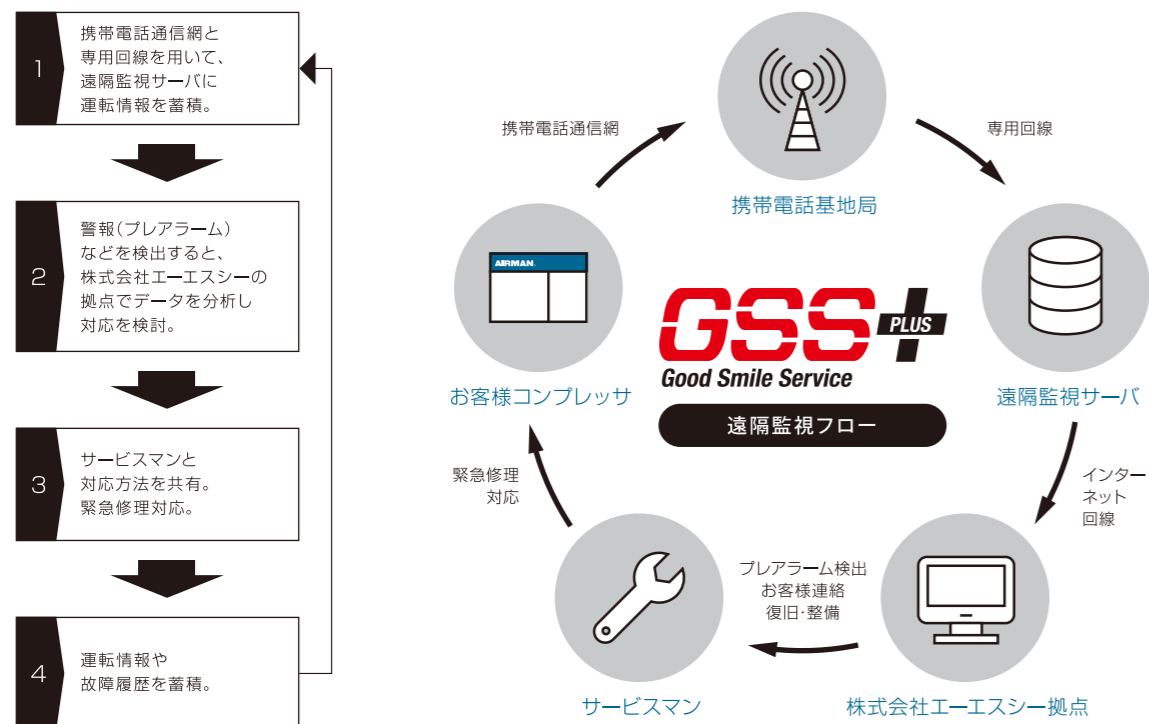 1
携帯電話通信網と
専用回線を用いて、
遠隔監視サーバに
運転情報を蓄積。
2
警報(プレアラーム)
などを検出すると、
株式会社エーエスシーの
拠点でデータを分析し
対応を検討。
3
サービスマンと
対応方法を共有。
緊急修理対応。
4
運転情報や
故障履歴を蓄積。
携帯電話通信網
専用回線
携帯電話基地局
AIRMAN
お客様コンプレッサ
GSS
PLUS
Good Smile Service
遠隔監視フロー
遠隔監視サーバ
緊急修理
対応
インター
ネット
回線
プレアラーム検出
お客様連絡
復旧・整備
サービスマン
株式会社エーエスシー拠点